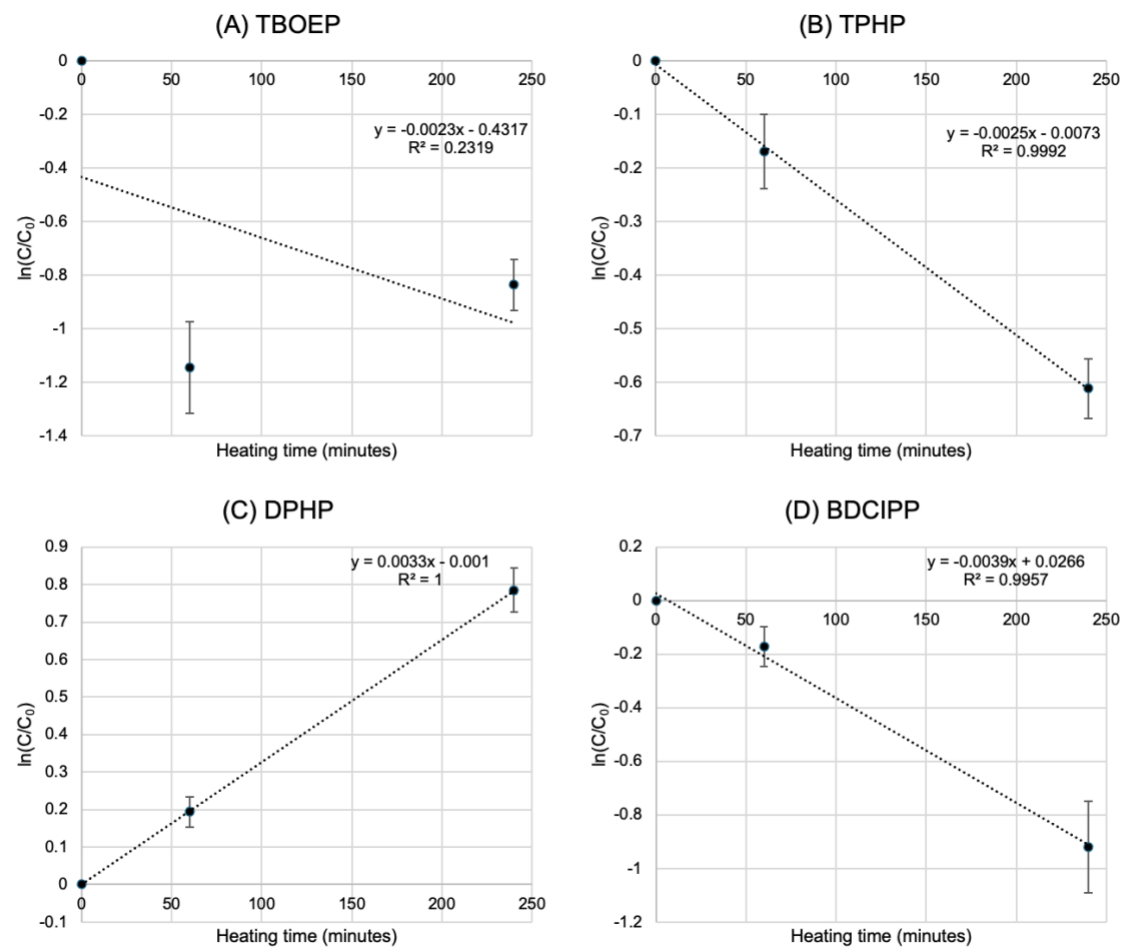 (A) TBOEP
0
0 50 100 150 200 250
-0.2
y = -0.0023x - 0.4317
R² = 0.2319
-0.4
-0.6
ln(C/C₀)
-0.8
-1
-1.2
-1.4
Heating time (minutes)
(B) TPHP
0
0 50 100 150 200 250
-0.1
y = -0.0025x - 0.0073
R² = 0.9992
-0.2
-0.3
ln(C/C₀)
-0.4
-0.5
-0.6
-0.7
Heating time (minutes)
(C) DPHP
0.9
y = 0.0033x - 0.001
R² = 1
0.8
0.7
0.6
0.5
ln(C/C₀)
0.4
0.3
0.2
0.1
0
0 50 100 150 200 250
-0.1
Heating time (minutes)
(D) BDCIPP
0.2
y = -0.0039x + 0.0266
R² = 0.9957
0
0 50 100 150 200 250
-0.2
-0.4
ln(C/C₀)
-0.6
-0.8
-1
-1.2
Heating time (minutes)